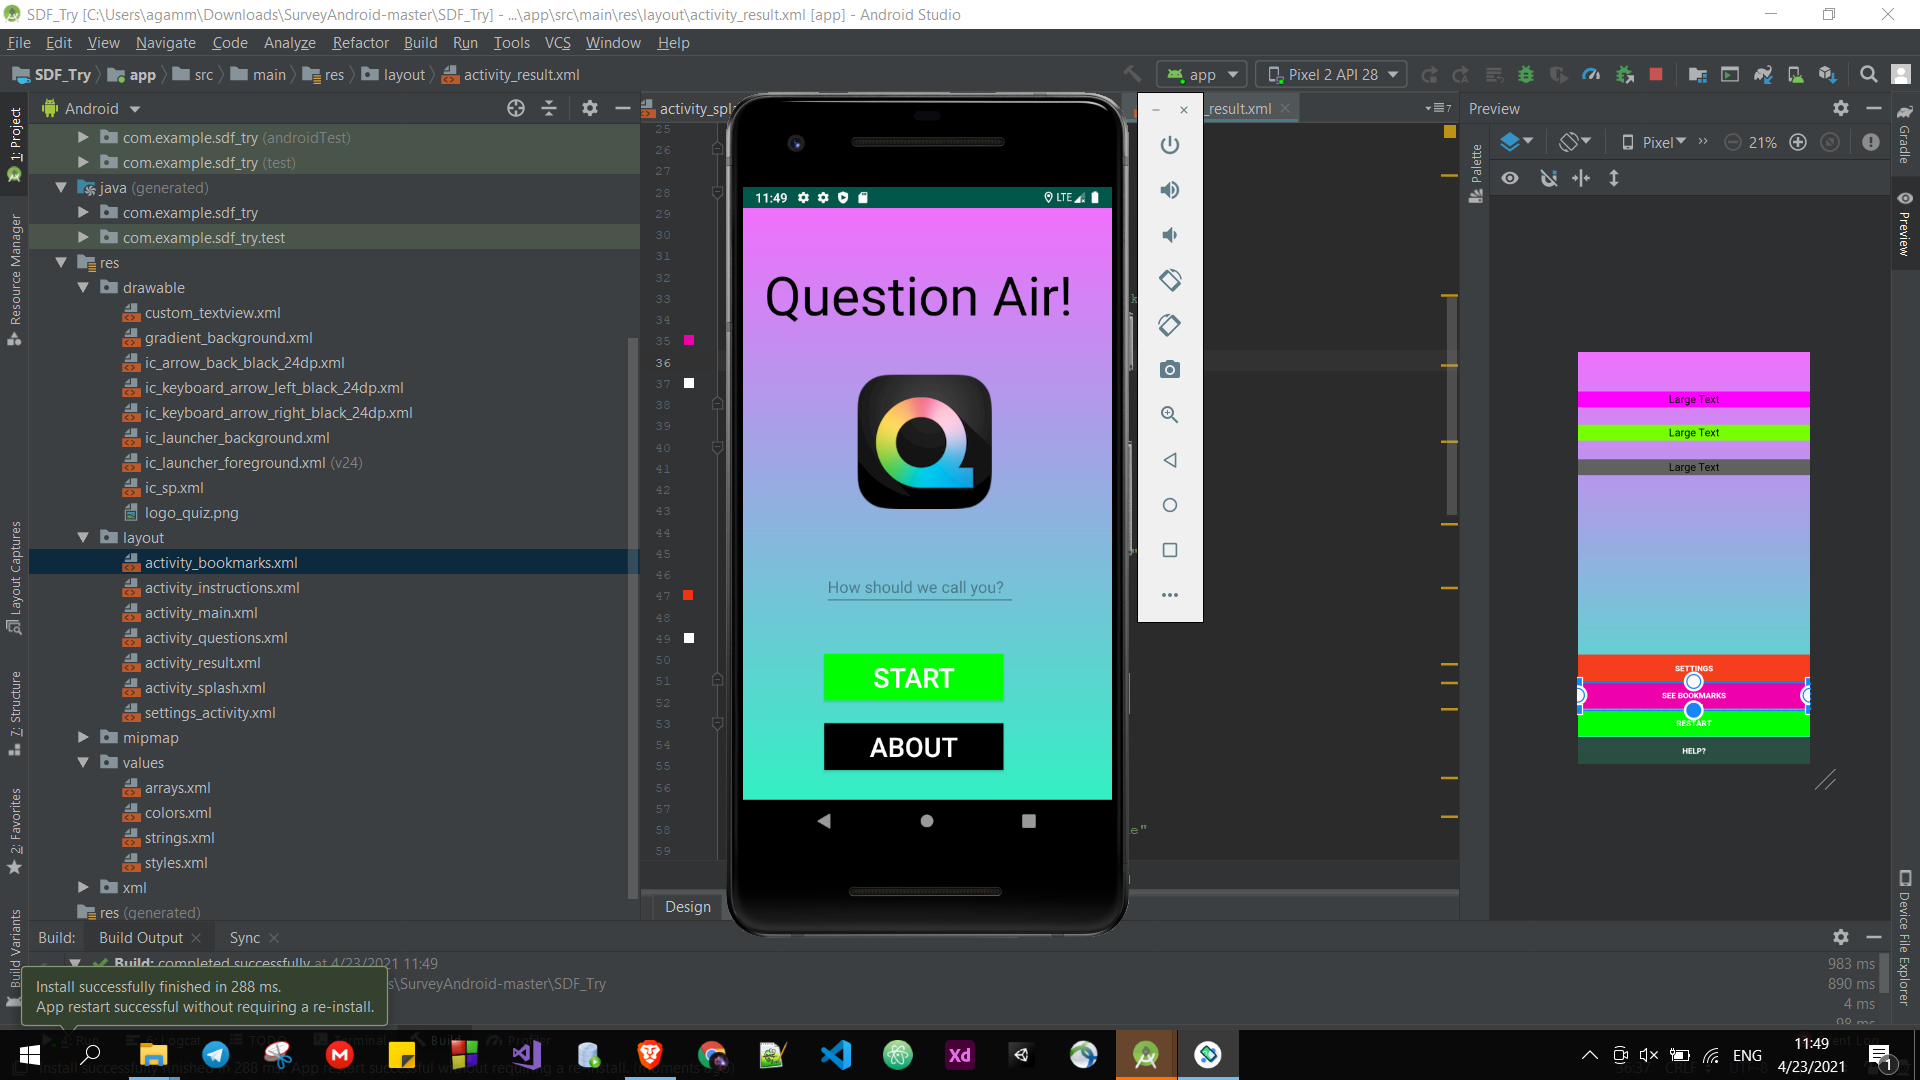 SDF_Try [C:\Users\agamm\Downloads\SurveyAndroid-master\SDF_Try] - ...\app\src\main\res\layout\activity_result.xml [app] - Android Studio
File Edit View Navigate Code Analyze Refactor Build Run Tools VCS Window Help
SDF_Try app src main res layout activity_result.xml
app Pixel 2 API 28
1: Project
Resource Manager
Layout Captures
7: Structure
2: Favorites
Build Variants
Android
com.example.sdf_try (androidTest)
com.example.sdf_try (test)
java (generated)
com.example.sdf_try
com.example.sdf_try.test
res
drawable
custom_textview.xml
gradient_background.xml
ic_arrow_back_black_24dp.xml
ic_keyboard_arrow_left_black_24dp.xml
ic_keyboard_arrow_right_black_24dp.xml
ic_launcher_background.xml
ic_launcher_foreground.xml (v24)
ic_sp.xml
logo_quiz.png
layout
activity_bookmarks.xml
activity_instructions.xml
activity_main.xml
activity_questions.xml
activity_result.xml
activity_splash.xml
settings_activity.xml
mipmap
values
arrays.xml
colors.xml
strings.xml
styles.xml
xml
res (generated)
activity_spl
_result.xml
7
25
26
27
28
29
30
31
32
33
34
35
36
37
38
39
40
41
42
43
44
45
46
47
48
49
50
51
52
53
54
55
56
57
58
59
k
"
e"
Design
11:49 LTE
Question Air!
How should we call you?
START
ABOUT
Preview
Palette
Pixel 21%
Large Text
Large Text
Large Text
SETTINGS
SEE BOOKMARKS
RESTART
HELP?
Gradle
Preview
Device File Explorer
Build: Build Output Sync
Build: completed successfully at 4/23/2021 11:49
s\SurveyAndroid-master\SDF_Try
983 ms
890 ms
4 ms
98 ms
Install successfully finished in 288 ms.
App restart successful without requiring a re-install.
Xd
ENG
11:49
4/23/2021
1